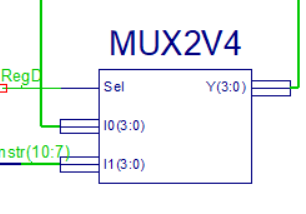 MUX2V4
RegD
Sel
Y(3:0)
I0(3:0)
nstr(10:7)
I1(3:0)